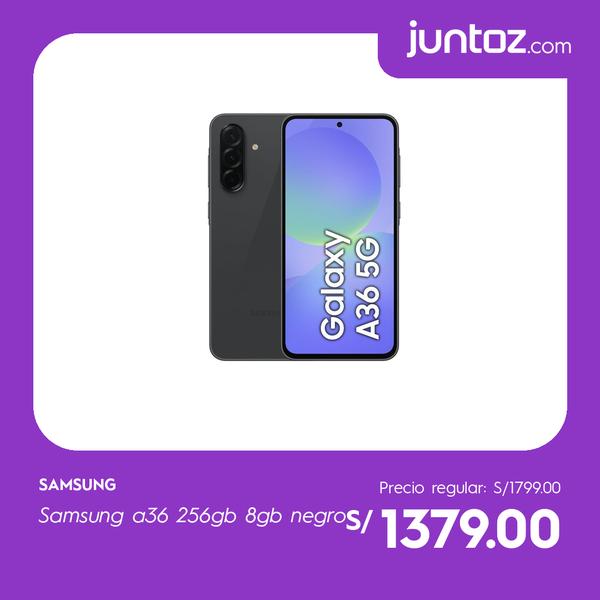 juntoz.com
Galaxy
A36 5G
SAMSUNG
Precio regular: S/1799.00
Samsung a36 256gb 8gb negro
S/ 1379.00